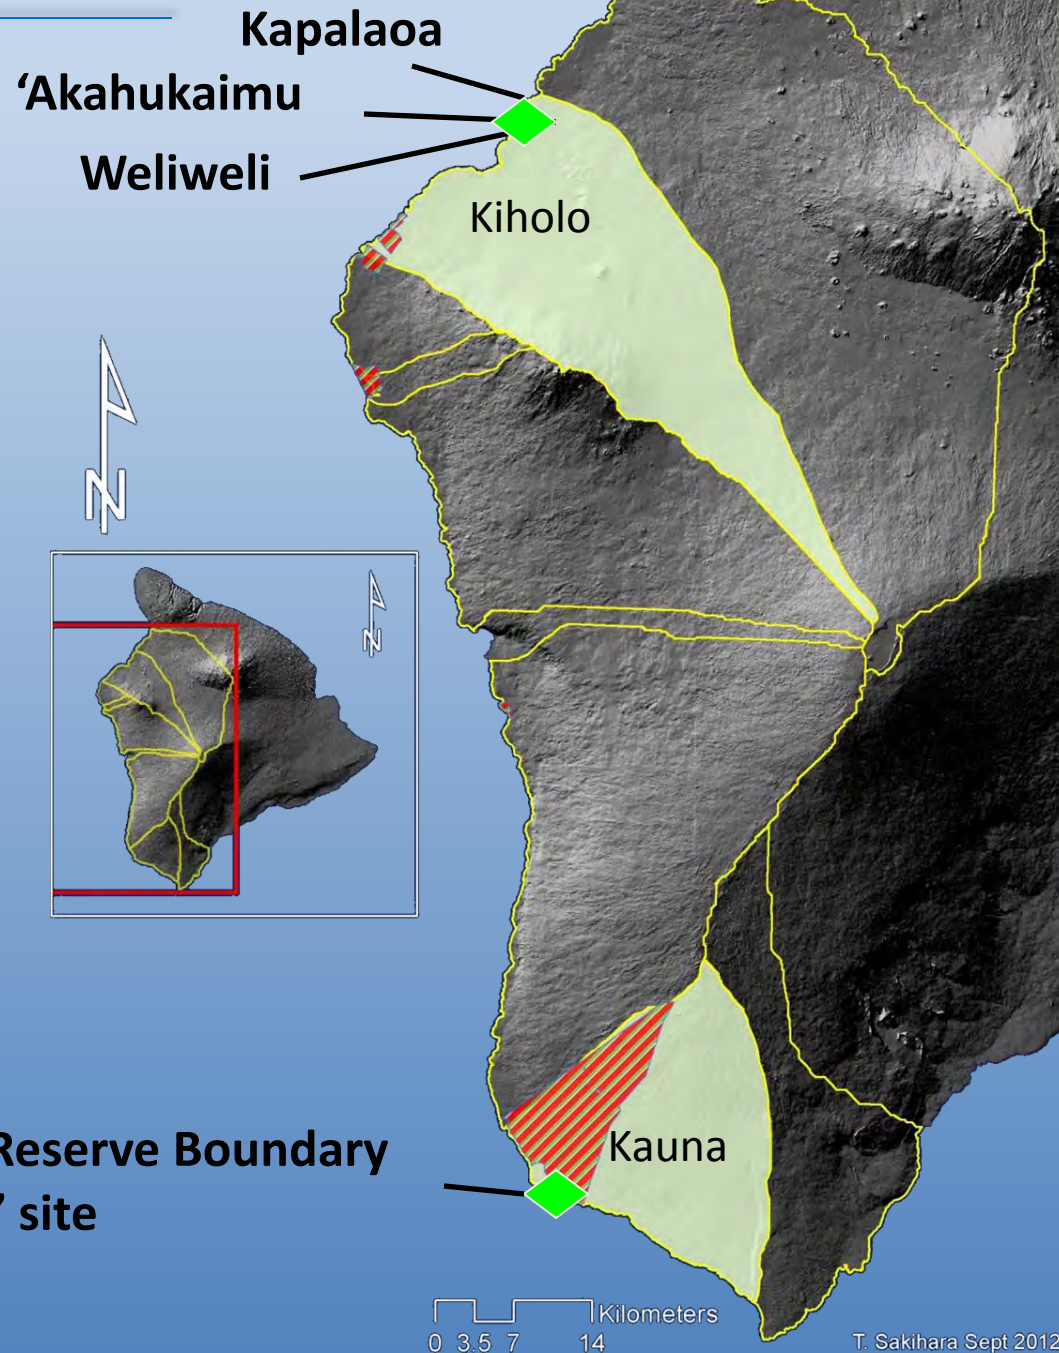 Kapalaoa
‘Akahukaimu
Weliweli
Kiholo
N
N
Kauna
Reserve Boundary
’ site
Kilometers
0 3.5 7 14
T. Sakihara Sept 2012